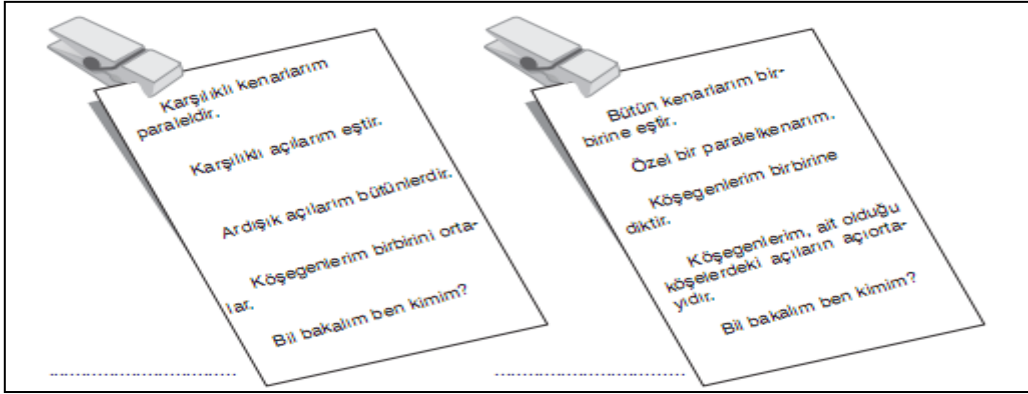 Karşılıklı kenarlarım
paraleldir.
Karşılıklı açılarım eştir.
Ardışık açılarım bütünlerdir.
Köşegenlerim birbirini orta-
lar.
Bil bakalım ben kimim?
Bütün kenarlarım bir-
birine eştir.
Özel bir paralelkenarım.
Köşegenlerim birbirine
diktir.
Köşegenlerim, ait olduğu
köşelerdeki açıların açıorta-
yıdır.
Bil bakalım ben kimim?